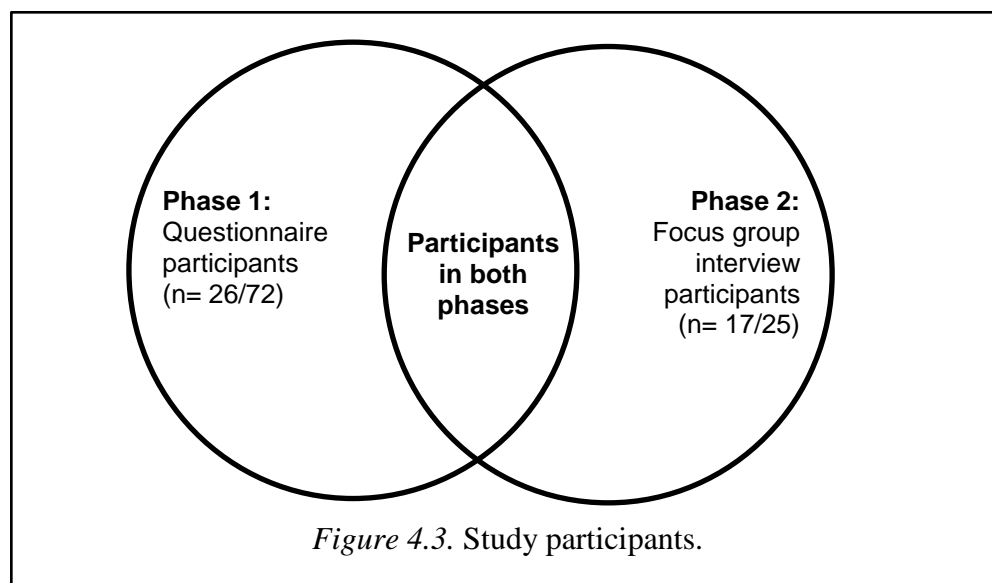 Phase 1:
Questionnaire
participants
(n= 26/72)
Participants
in both
phases
Phase 2:
Focus group
interview
participants
(n= 17/25)
Figure 4.3. Study participants.